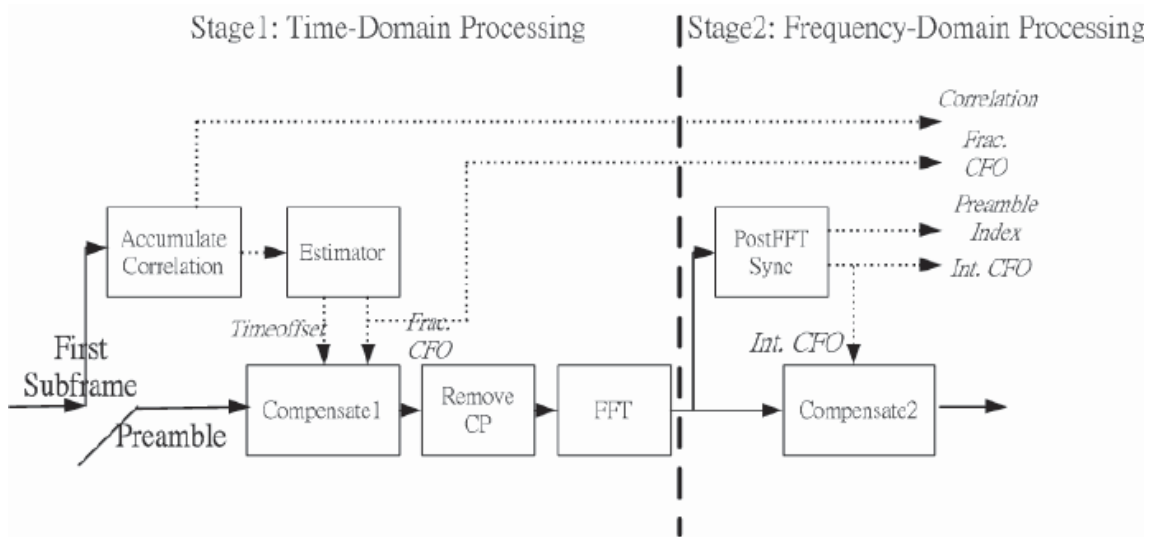 Stage1: Time-Domain Processing
Stage2: Frequency-Domain Processing
Correlation
Frac.
CFO
Accumulate
Correlation
Estimator
PostFFT
Sync
Preamble
Index
Int. CFO
Timeoffset
Frac.
CFO
Int. CFO
First
Subframe
Preamble
Compensate1
Remove
CP
FFT
Compensate2